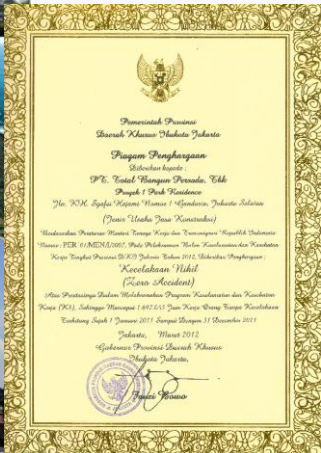 Pemerintah Provinsi
Daerah Khusus Ibukota Jakarta
Piagam Penghargaan
Diberikan kepada :
PT. Total Bangun Persada, Tbk
Proyek 1 Park Residence
Jln. KH. Syafii Hazami Nomor 1 Gandaria, Jakarta Selatan
(Jenis Usaha Jasa Konstruksi)
Berdasarkan Peraturan Menteri Tenaga Kerja dan Transmigrasi Republik Indonesia
Nomor : PER. 01/MEN/I/2007, Pada Pelaksanaan Bulan Keselamatan dan Kesehatan
Kerja Tingkat Provinsi DKI Jakarta Tahun 2012, Diberikan Penghargaan :
Kecelakaan Nihil
(Zero Accident)
Atas Prestasinya Dalam Melaksanakan Program Keselamatan dan Kesehatan
Kerja (K3), Sehingga Mencapai Jam Kerja Orang Tanpa Kecelakaan
Terhitung Sejak 1 Januari 2011 Sampai Dengan 31 Desember 2011
Jakarta, Maret 2012
Gubernur Provinsi Daerah Khusus
Ibukota Jakarta,
Fauzi Bowo